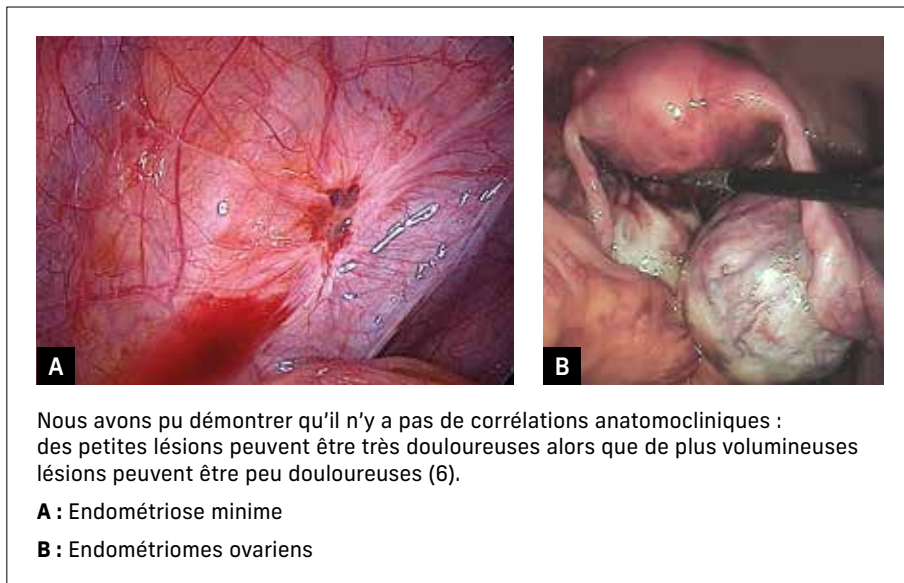 A
B
Nous avons pu démontrer qu'il n'y a pas de corrélations anatomocliniques :
des petites lésions peuvent être très douloureuses alors que de plus volumineuses
lésions peuvent être peu douloureuses (6).
A : Endométriose minime
B : Endométriomes ovariens